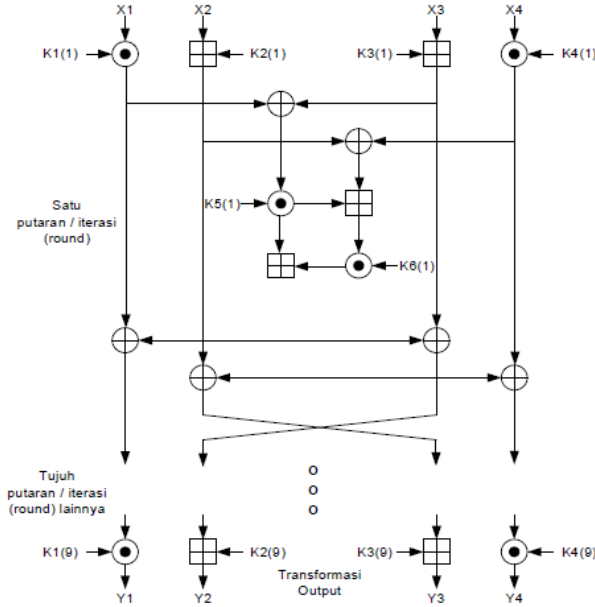 X1 X2 X3 X4
K1(1) K2(1) K3(1) K4(1)
K5(1)
Satu
putaran / iterasi
(round)
K6(1)
Tujuh
putaran / iterasi
(round) lainnya
o
o
o
K1(9) K2(9) K3(9) K4(9)
Transformasi
Output
Y1 Y2 Y3 Y4